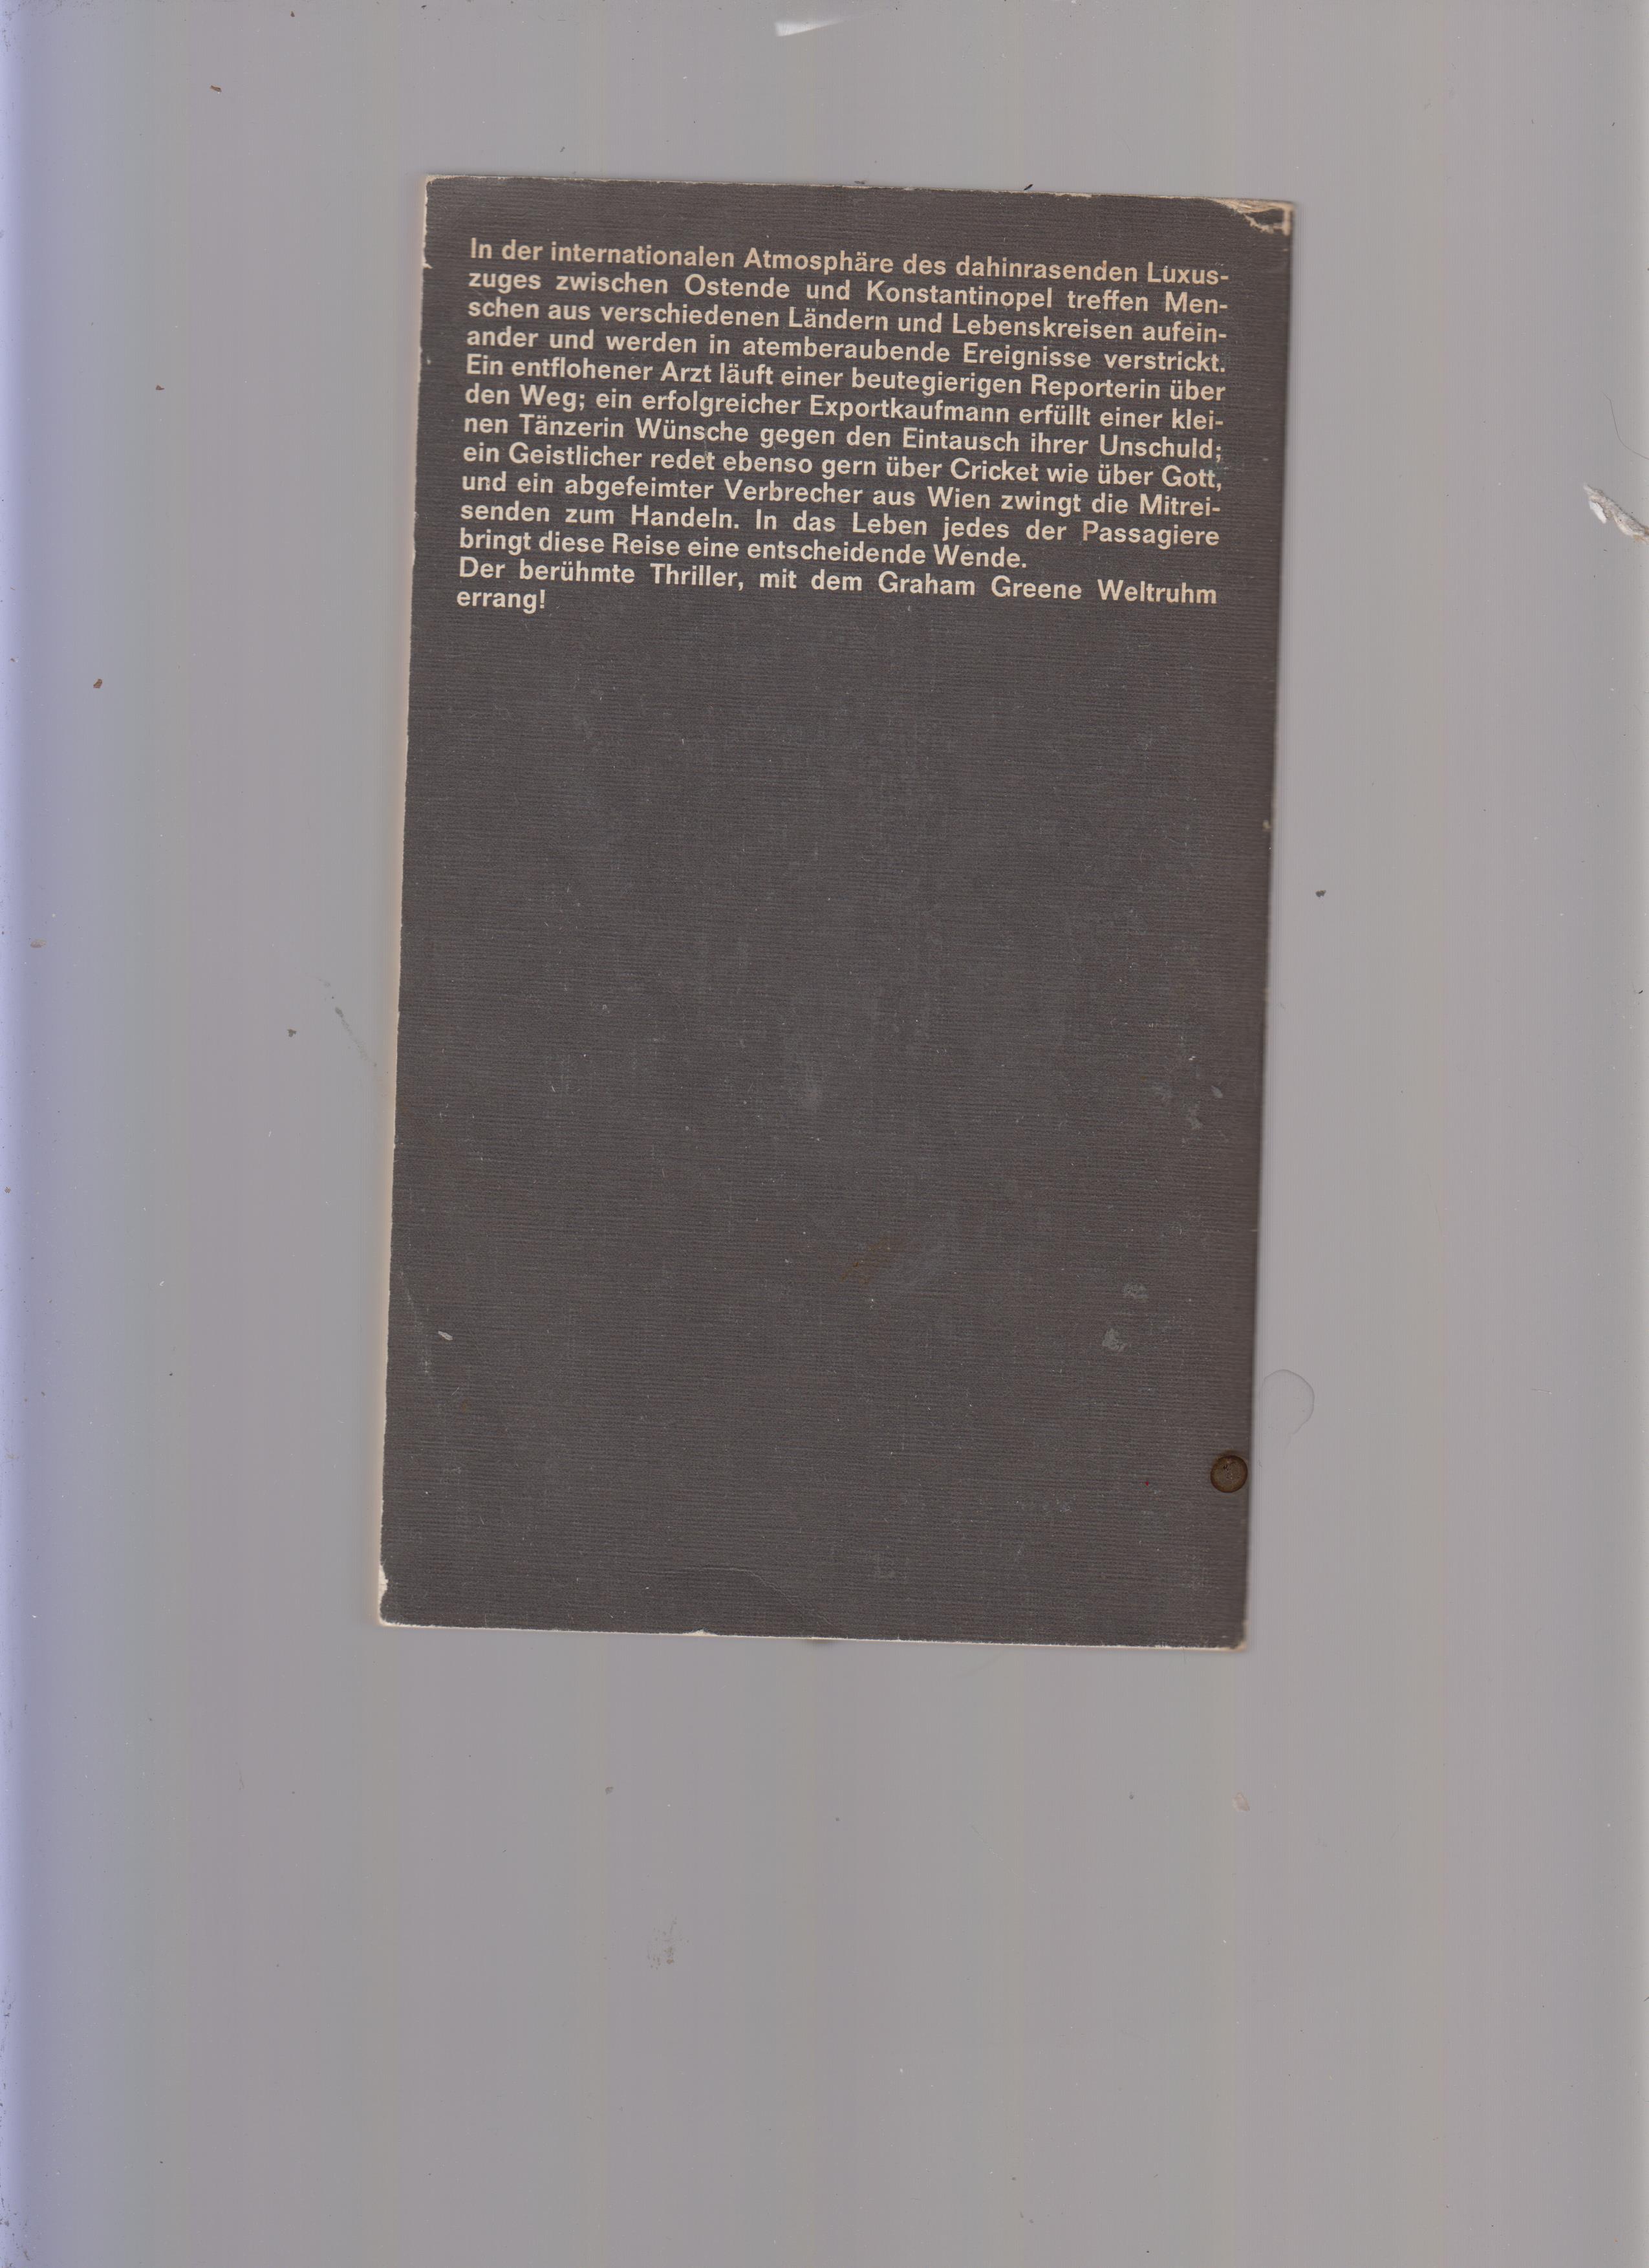 In der internationalen Atmosphäre des dahinrasenden Luxus-
zuges zwischen Ostende und Konstantinopel treffen Men-
schen aus verschiedenen Ländern und Lebenskreisen aufein-
ander und werden in atemberaubende Ereignisse verstrickt.
Ein entflohener Arzt läuft einer beutegierigen Reporterin über
den Weg; ein erfolgreicher Exportkaufmann erfüllt einer klei-
nen Tänzerin Wünsche gegen den Eintausch ihrer Unschuld;
ein Geistlicher redet ebenso gern über Cricket wie über Gott,
und ein abgefeimter Verbrecher aus Wien zwingt die Mitrei-
senden zum Handeln. In das Leben jedes der Passagiere
bringt diese Reise eine entscheidende Wende.
Der berühmte Thriller, mit dem Graham Greene Weltruhm
errang!